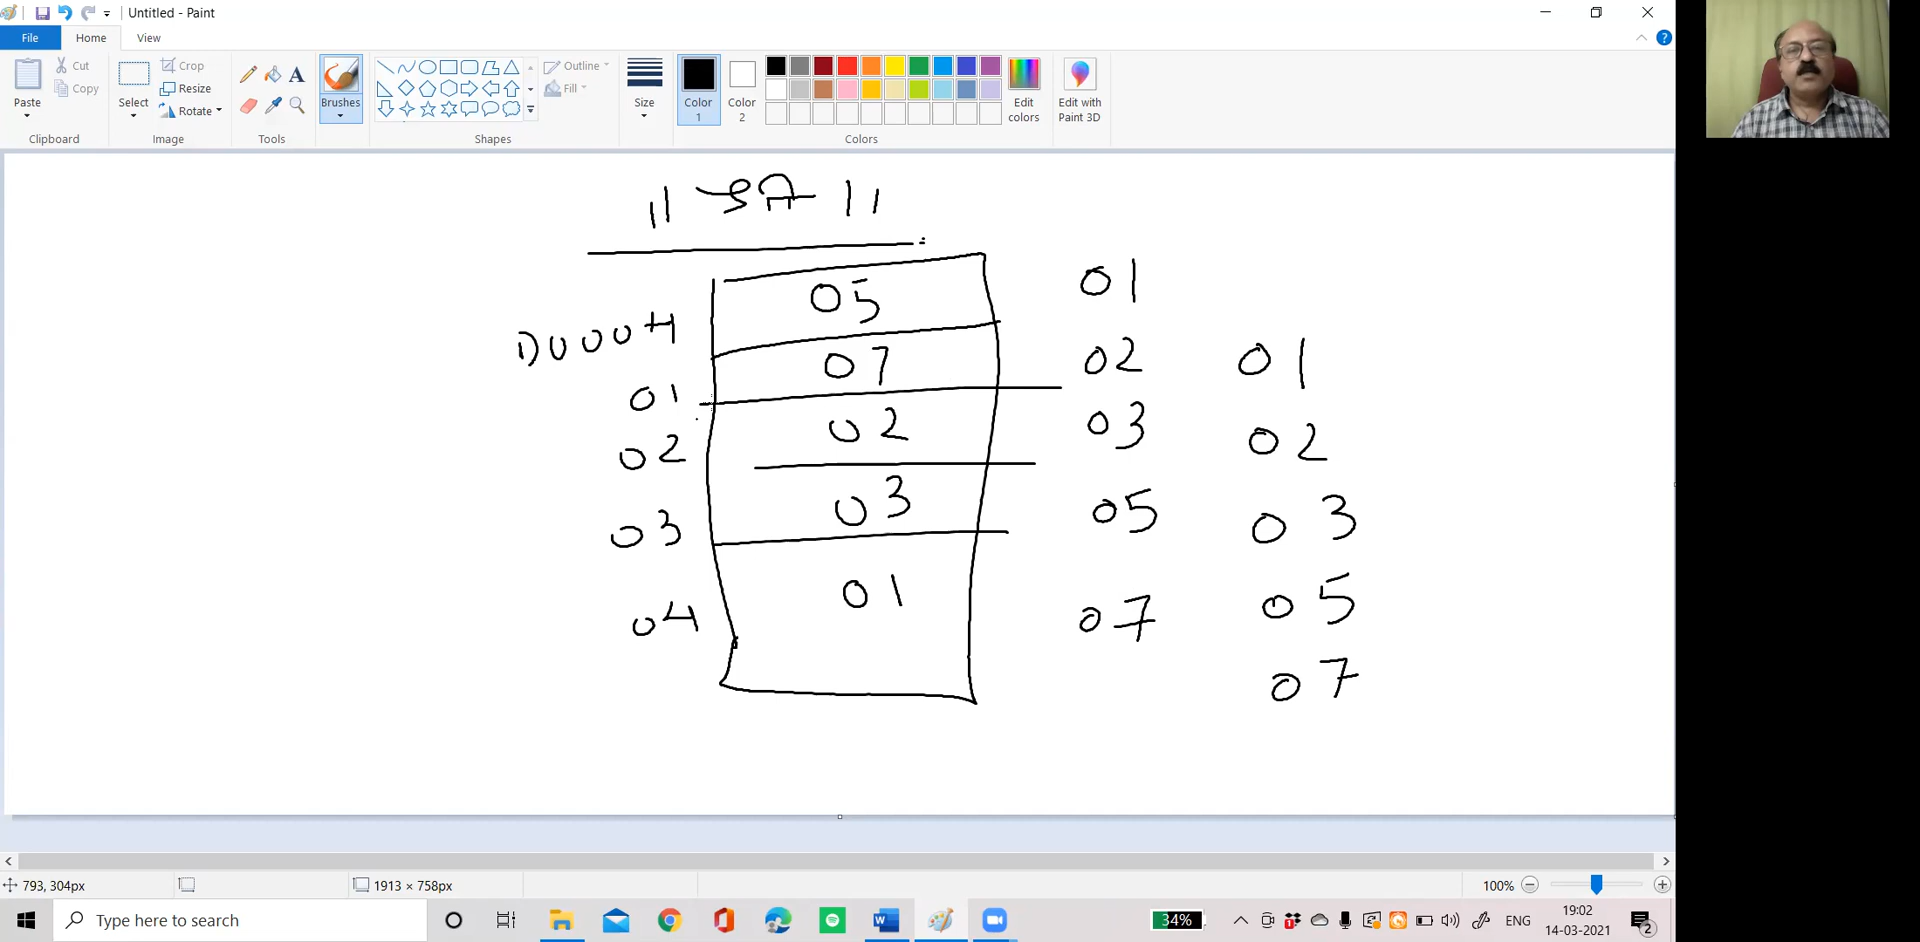 Untitled - Paint
File Home View
Paste Cut Copy
Clipboard
Select Crop Resize Rotate
Image
A
Tools
Brushes
Outline Fill
Shapes
Size
Color 1
Color 2
Edit colors
Edit with Paint 3D
Colors
05
01
D000H
07
02
01
01
02
03
02
02
03
05
03
03
01
07
05
04
07
793, 304px
1913 × 758px
100%
Type here to search
34%
ENG
19:02
14-03-2021
2